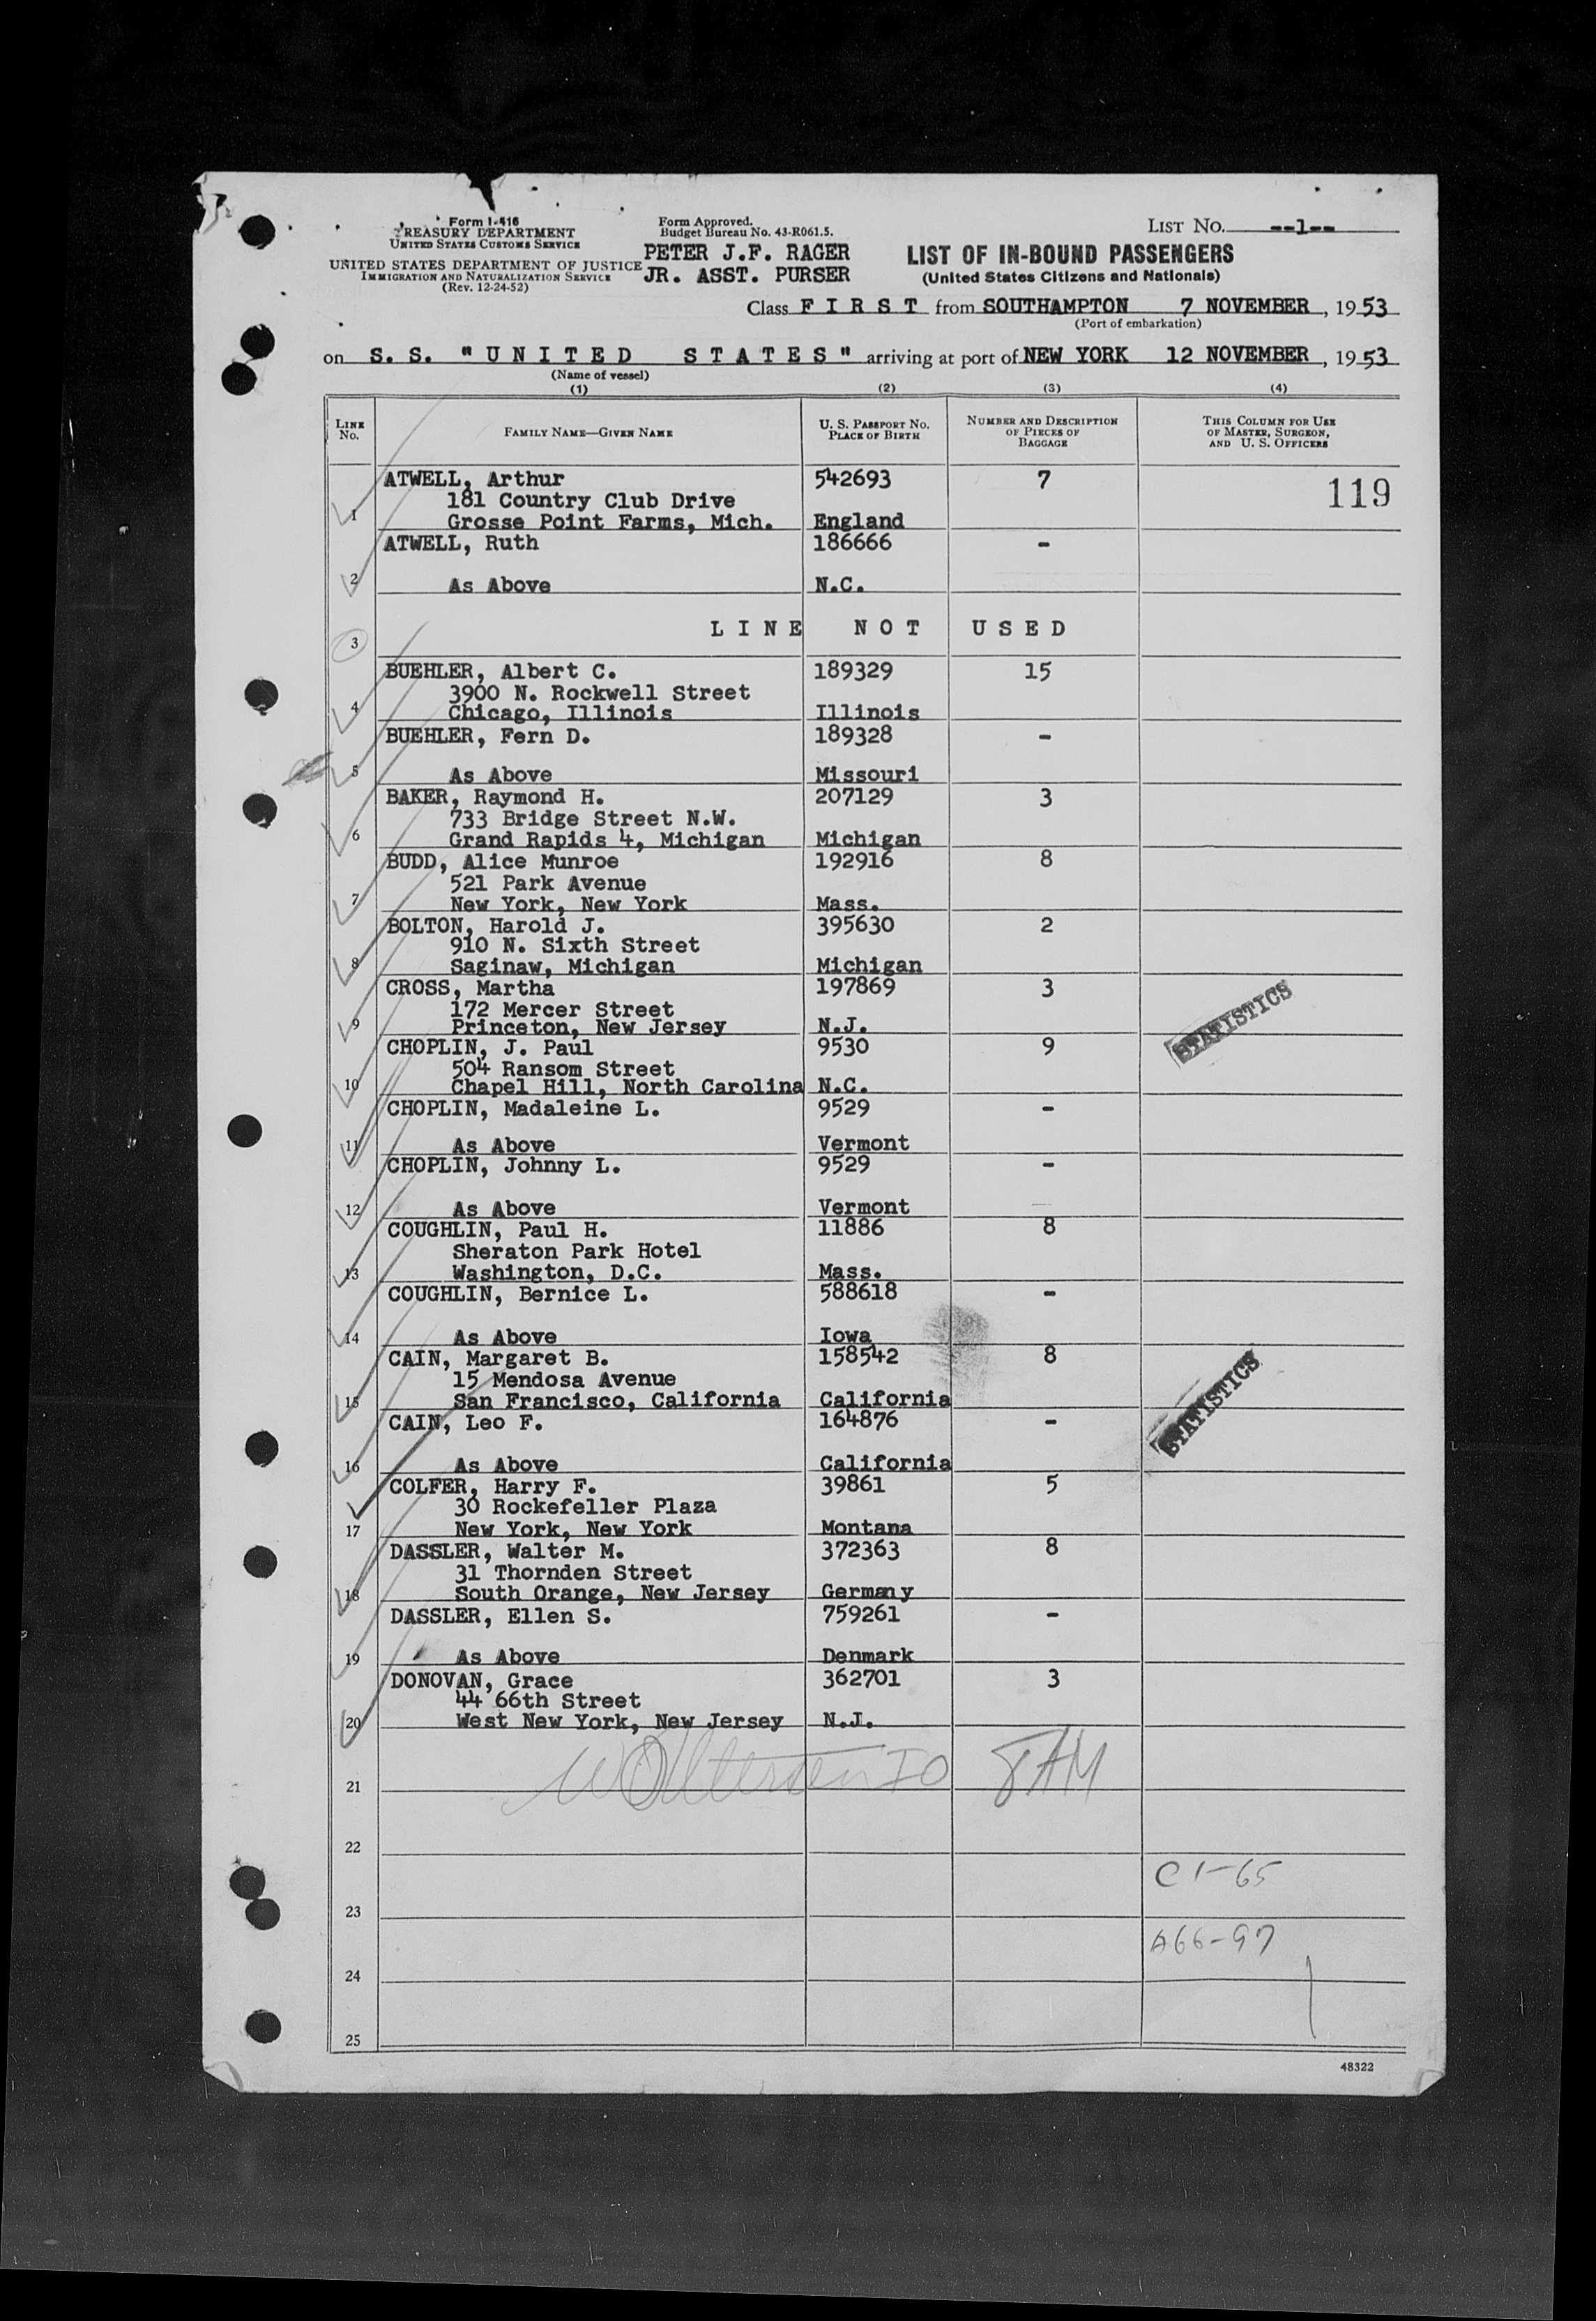 Form I-416
TREASURY DEPARTMENT
UNITED STATES CUSTOMS SERVICE
UNITED STATES DEPARTMENT OF JUSTICE
IMMIGRATION AND NATURALIZATION SERVICE
(Rev. 12-24-52)
Form Approved.
Budget Bureau No. 43-R061.5.
PETER J.F. RAGER
JR. ASST. PURSER
LIST NO. --1--
LIST OF IN-BOUND PASSENGERS
(United States Citizens and Nationals)
Class F I R S T from SOUTHAMPTON 7 NOVEMBER, 1953
(Port of embarkation)
on S. S. "U N I T E D S T A T E S" arriving at port of NEW YORK 12 NOVEMBER, 1953
(Name of vessel)
(1) (2) (3) (4)
LINE NO. FAMILY NAME—GIVEN NAME U. S. PASSPORT NO. PLACE OF BIRTH NUMBER AND DESCRIPTION OF PIECES OF BAGGAGE THIS COLUMN FOR USE OF MASTER, SURGEON, AND U. S. OFFICERS
ATWELL, Arthur 542693 7
181 Country Club Drive 119
1 Grosse Point Farms, Mich. England
ATWELL, Ruth 186666 -
2 As Above N.C.
3 L I N E N O T U S E D
BUEHLER, Albert C. 189329 15
3900 N. Rockwell Street
4 Chicago, Illinois Illinois
BUEHLER, Fern D. 189328 -
5 As Above Missouri
BAKER, Raymond H. 207129 3
733 Bridge Street N.W.
6 Grand Rapids 4, Michigan Michigan
BUDD, Alice Munroe 192916 8
521 Park Avenue
7 New York, New York Mass.
BOLTON, Harold J. 395630 2
910 N. Sixth Street
8 Saginaw, Michigan Michigan
CROSS, Martha 197869 3
172 Mercer Street
9 Princeton, New Jersey N.J.
STATISTICS
CHOPLIN, J. Paul 9530 9
504 Ransom Street
10 Chapel Hill, North Carolina N.C.
CHOPLIN, Madaleine L. 9529 -
11 As Above Vermont
CHOPLIN, Johnny L. 9529 -
12 As Above Vermont
COUGHLIN, Paul H. 11886 8
Sheraton Park Hotel
13 Washington, D.C. Mass.
COUGHLIN, Bernice L. 588618 -
14 As Above Iowa
CAIN, Margaret B. 158542 8
15 Mendosa Avenue
15 San Francisco, California California
STATISTICS
CAIN, Leo F. 164876 -
16 As Above California
COLFER, Harry F. 39861 5
30 Rockefeller Plaza
17 New York, New York Montana
DASSLER, Walter M. 372363 8
31 Thornden Street
18 South Orange, New Jersey Germany
DASSLER, Ellen S. 759261 -
19 As Above Denmark
DONOVAN, Grace 362701 3
44 66th Street
20 West New York, New Jersey N.J.
21
22
C 1-65
23
A66-97
24
25
48322